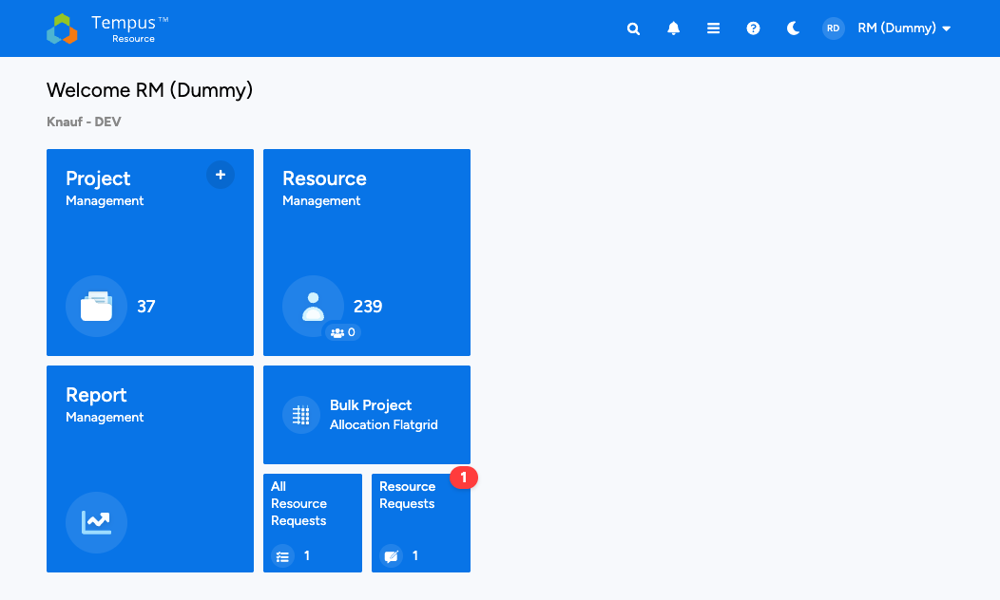 Tempus™
Resource
RD
RM (Dummy)
Welcome RM (Dummy)
Knauf - DEV
Project
Management
37
Resource
Management
239
0
Report
Management
Bulk Project
Allocation Flatgrid
All
Resource
Requests
1
Resource
Requests
1
1